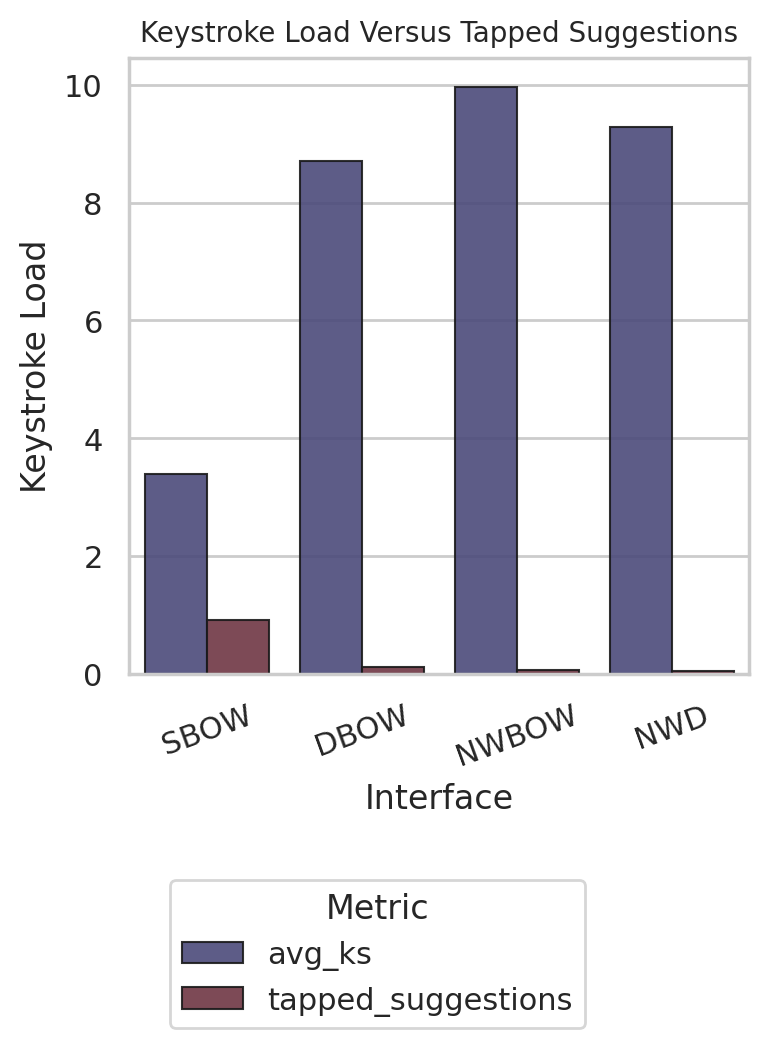 Keystroke Load Versus Tapped Suggestions
10
8
6
4
2
0
Keystroke Load
SBOW
DBOW
NWBOW
NWD
Interface
Metric
avg_ks
tapped_suggestions